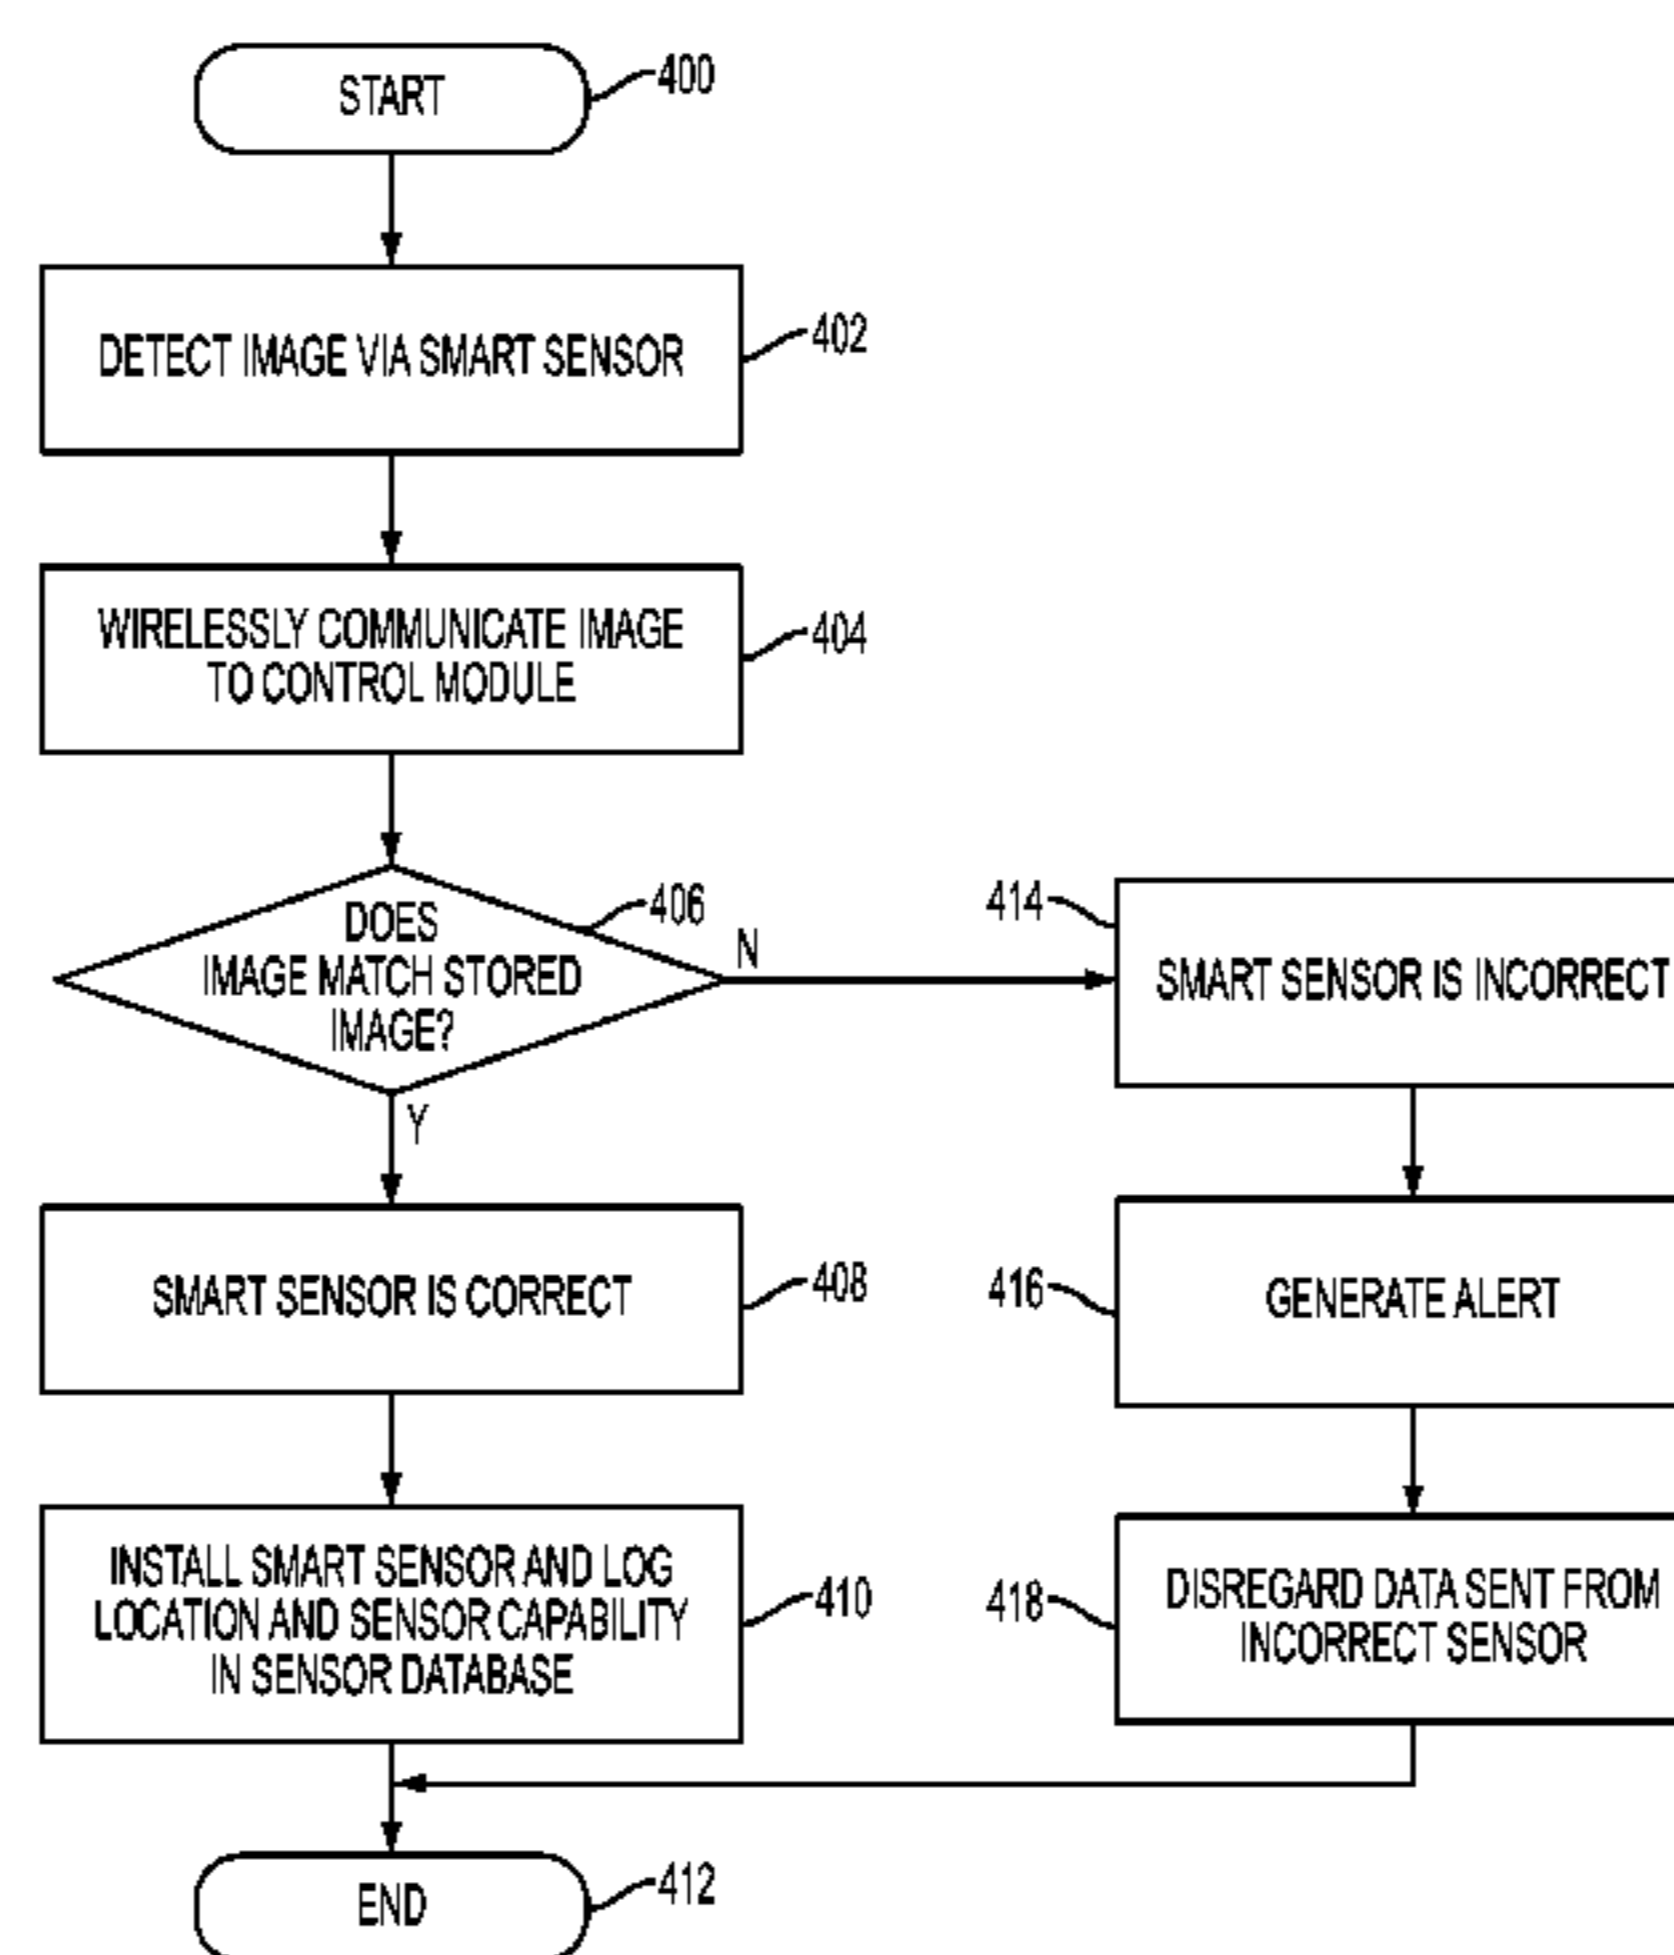 START
400
DETECT IMAGE VIA SMART SENSOR
402
WIRELESSLY COMMUNICATE IMAGE
TO CONTROL MODULE
404
DOES
IMAGE MATCH STORED
IMAGE?
406
N
Y
414
SMART SENSOR IS INCORRECT
SMART SENSOR IS CORRECT
408
416
GENERATE ALERT
INSTALL SMART SENSOR AND LOG
LOCATION AND SENSOR CAPABILITY
IN SENSOR DATABASE
410
418
DISREGARD DATA SENT FROM
INCORRECT SENSOR
END
412